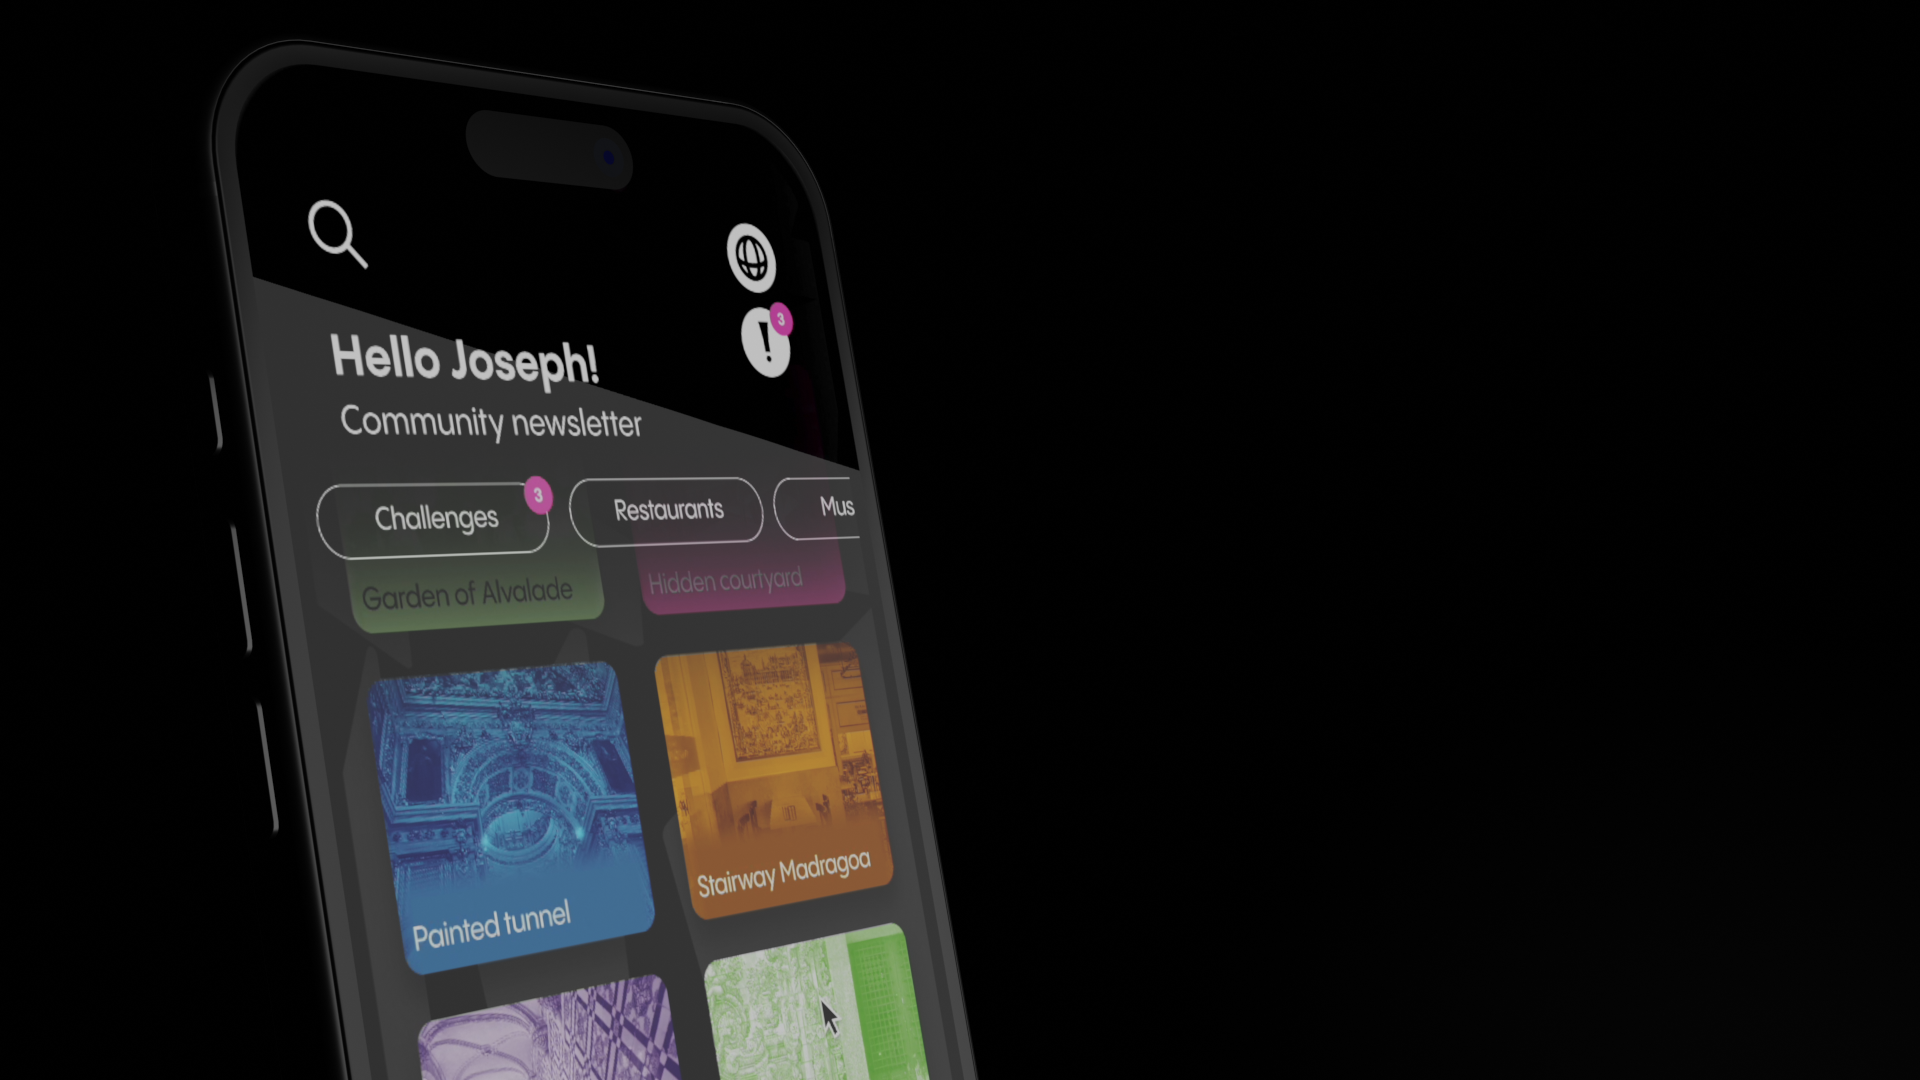 3
Hello Joseph!
Community newsletter
Challenges
3
Restaurants
Mus
Garden of Alvalade
Hidden courtyard
Painted tunnel
Stairway Madragoa